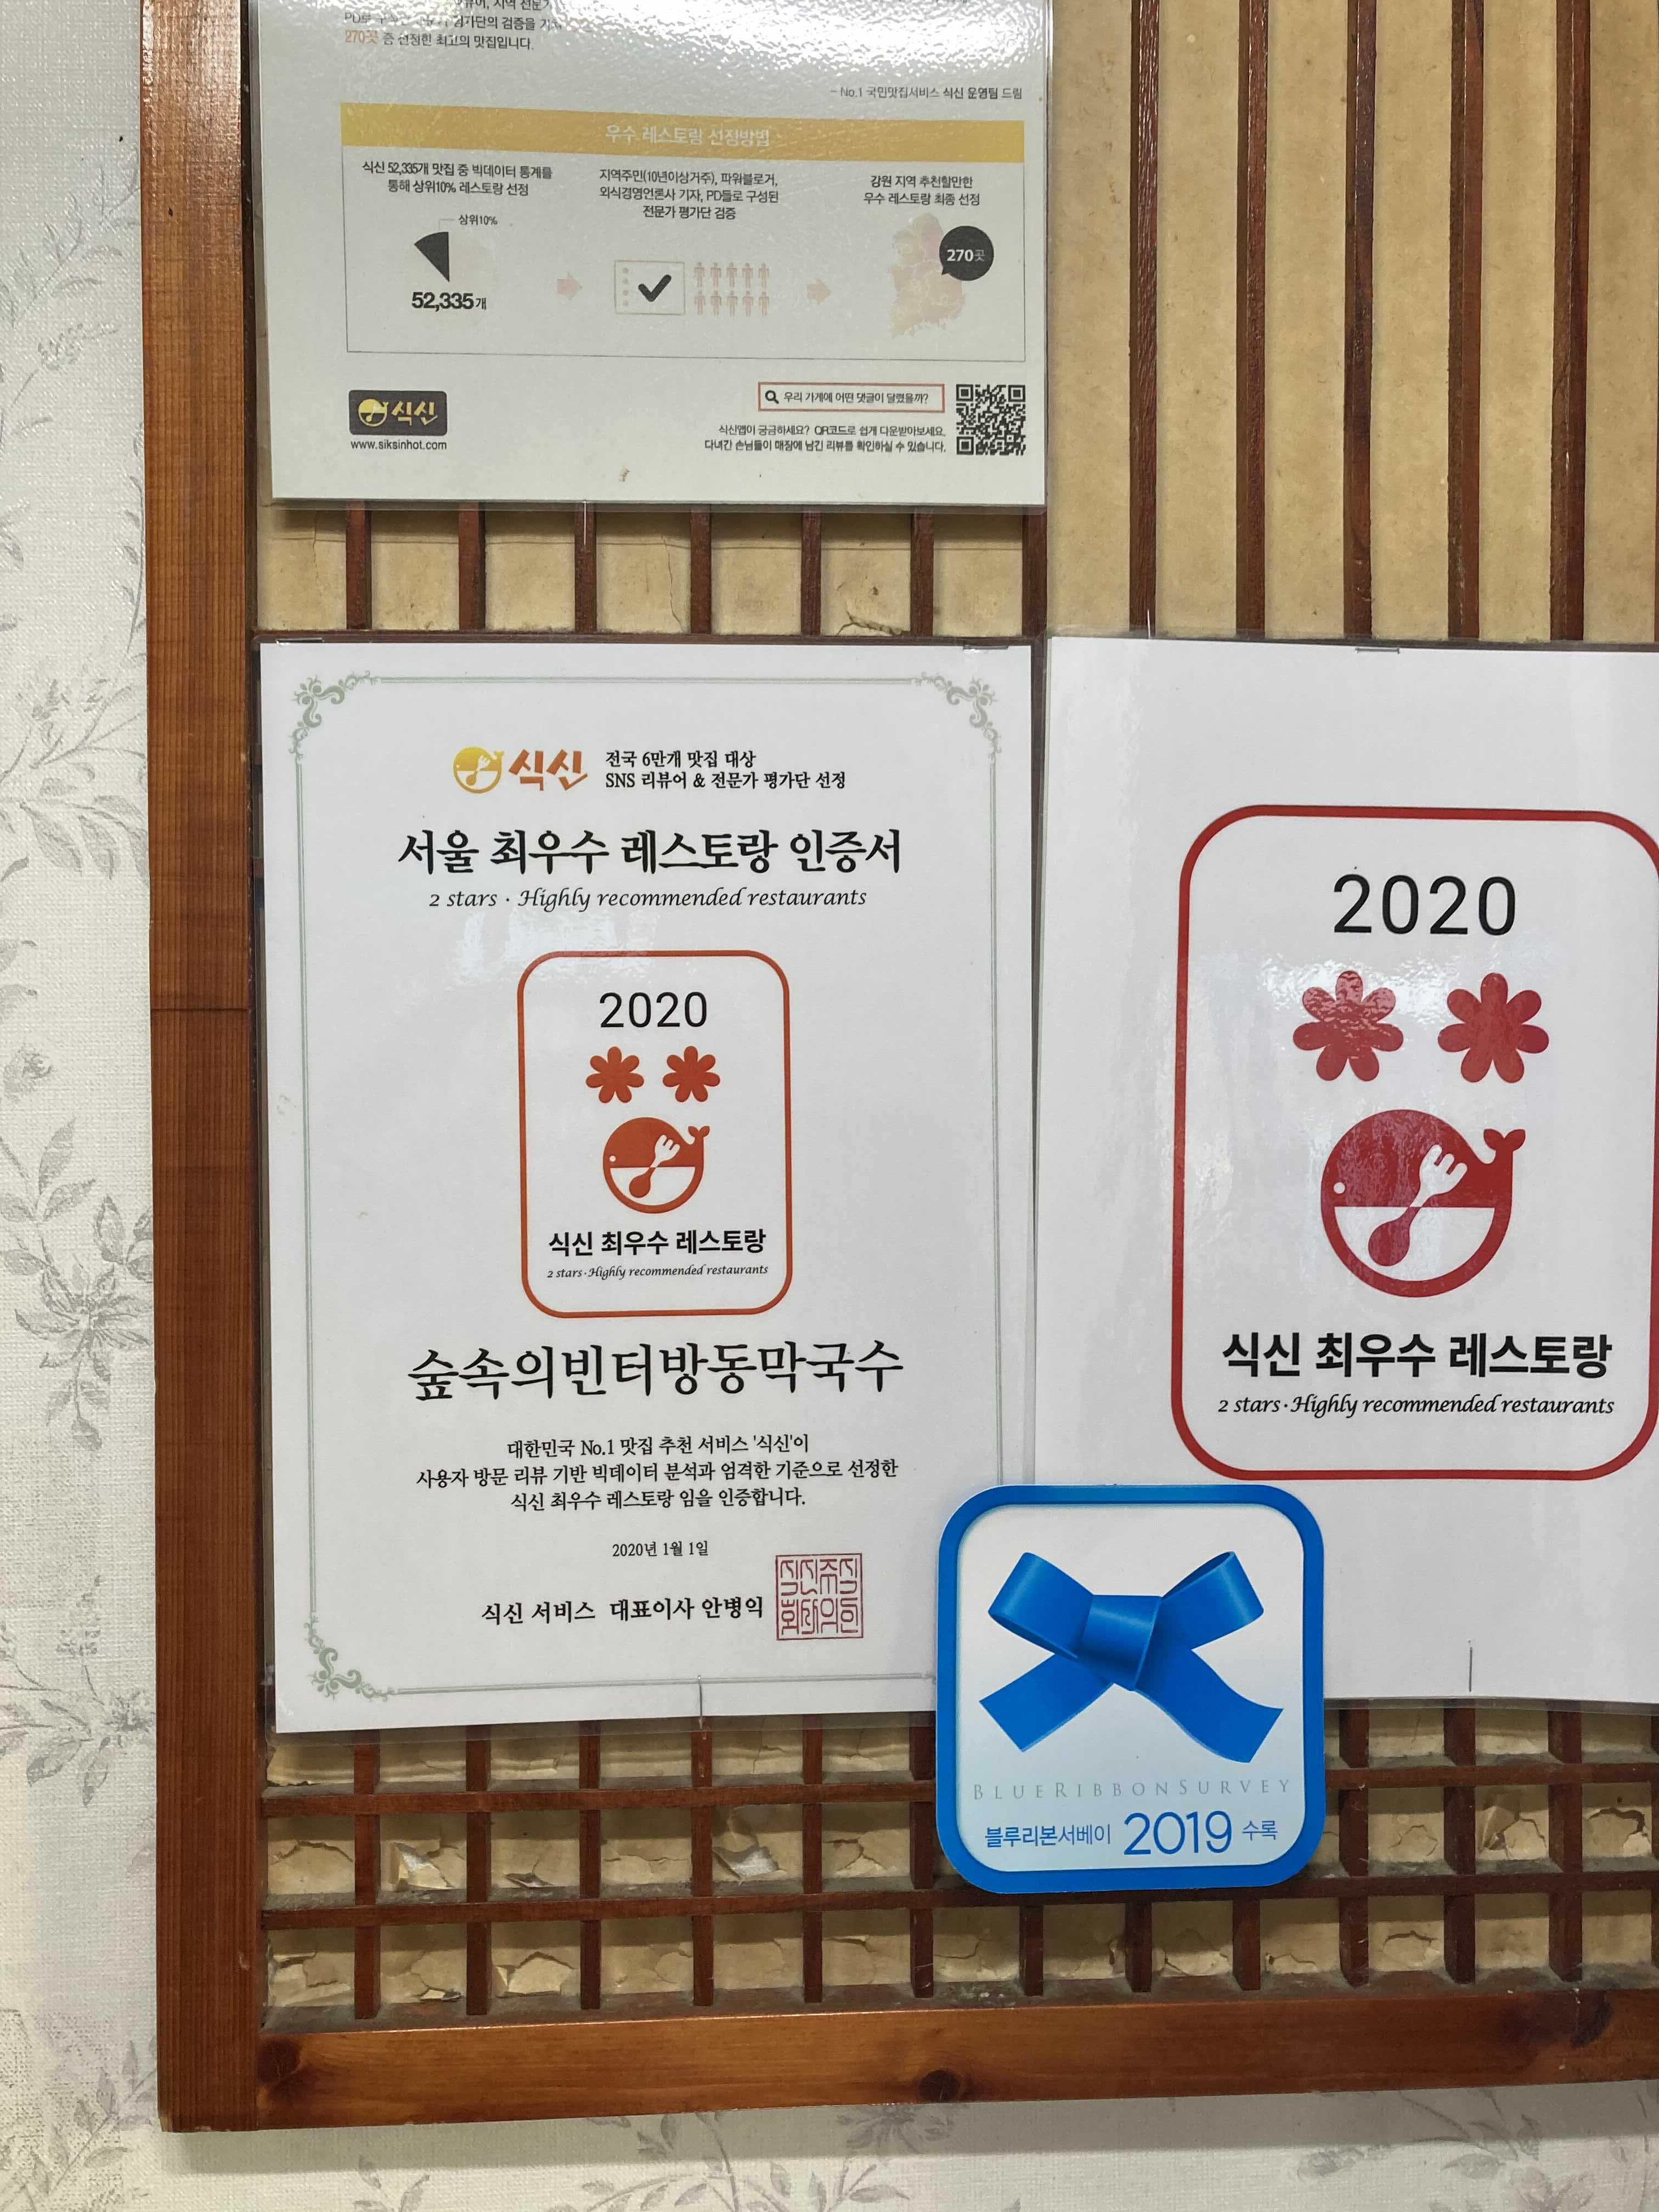 270곳 중 선정한 최고의 맛집입니다.
- No.1 국민맛집서비스 식신 운영팀 드림
우수 레스토랑 선정방법
식신 52,335개 맛집 중 빅데이터 통계를
통해 상위10% 레스토랑 선정
상위10%
52,335개
지역주민(10년이상거주), 파워블로거,
외식경영언론사 기자, PD들로 구성된
전문가 평가단 검증
강원 지역 추천할만한
우수 레스토랑 최종 선정
270곳
식신
www.siksinhot.com
우리 가게에 어떤 댓글이 달렸을까?
식신앱이 궁금하세요? QR코드로 쉽게 다운받아보세요.
다녀간 손님들이 매장에 남긴 리뷰를 확인하실 수 있습니다.
식신
전국 6만개 맛집 대상
SNS 리뷰어 & 전문가 평가단 선정
서울 최우수 레스토랑 인증서
2 stars · Highly recommended restaurants
2020
식신 최우수 레스토랑
2 stars·Highly recommended restaurants
숲속의빈터방동막국수
대한민국 No.1 맛집 추천 서비스 '식신'이
사용자 방문 리뷰 기반 빅데이터 분석과 엄격한 기준으로 선정한
식신 최우수 레스토랑 임을 인증합니다.
2020년 1월 1일
식신 서비스 대표이사 안병익
2020
식신 최우수 레스토랑
2 stars·Highly recommended restaurants
BLUERIBBONSURVEY
블루리본서베이 2019 수록